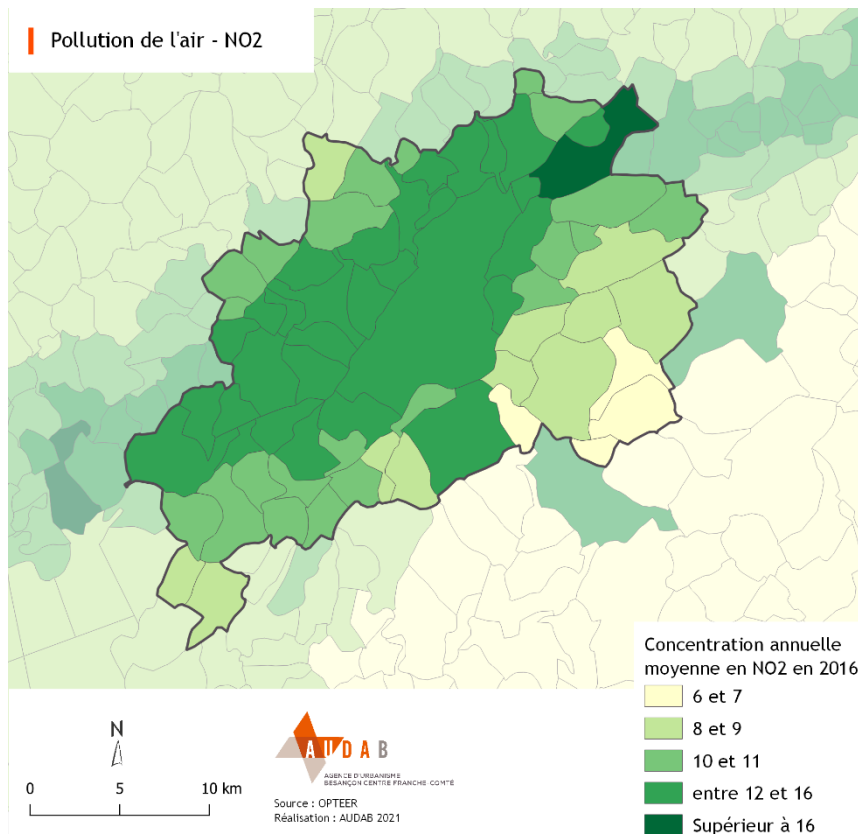 Pollution de l'air - NO2
Concentration annuelle
moyenne en NO2 en 2016
6 et 7
8 et 9
10 et 11
entre 12 et 16
Supérieur à 16
N
0 5 10 km
AUDAB
AGENCE D'URBANISME
BESANÇON CENTRE FRANCHE-COMTÉ
Source : OPTEER
Réalisation : AUDAB 2021